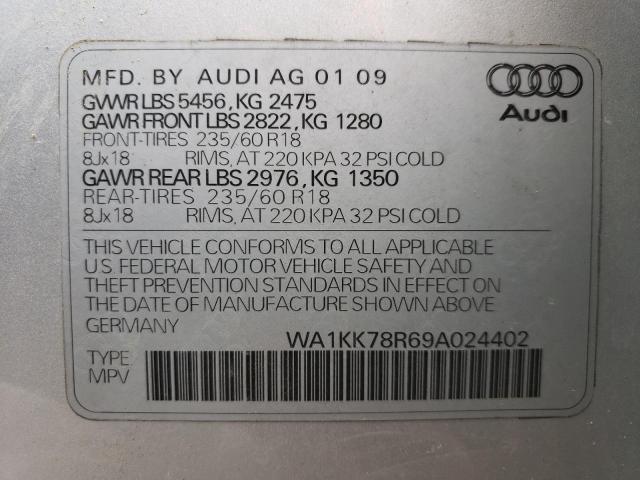 MFD. BY AUDI AG 01 09
GVWR LBS 5456, KG 2475
GAWR FRONT LBS 2822, KG 1280
FRONT-TIRES 235/60 R18
8Jx18 RIMS, AT 220 KPA 32 PSI COLD
GAWR REAR LBS 2976, KG 1350
REAR-TIRES 235/60 R18
8Jx18 RIMS, AT 220 KPA 32 PSI COLD
Audi
THIS VEHICLE CONFORMS TO ALL APPLICABLE
U.S. FEDERAL MOTOR VEHICLE SAFETY AND
THEFT PREVENTION STANDARDS IN EFFECT ON
THE DATE OF MANUFACTURE SHOWN ABOVE
GERMANY
WA1KK78R69A024402
TYPE:
MPV